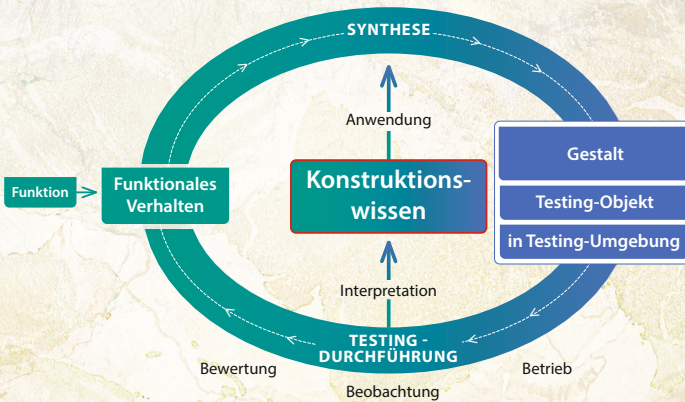 SYNTHESE
Anwendung
Funktion
Funktionales
Verhalten
Konstruktions-
wissen
Gestalt
Testing-Objekt
in Testing-Umgebung
Interpretation
TESTING -
DURCHFÜHRUNG
Bewertung
Beobachtung
Betrieb